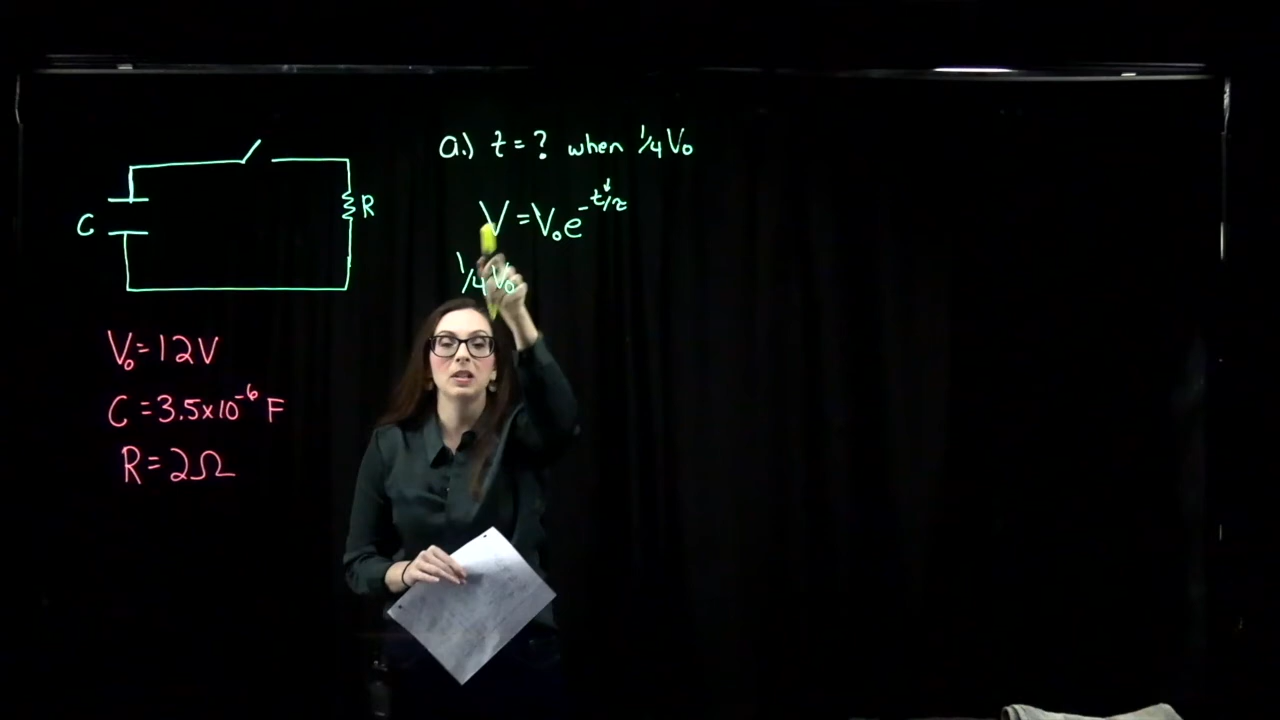 a.) t = ? when 1/4 V₀
V = V₀e^(-t/τ)
1/4 V₀
C
R
V₀ = 12V
C = 3.5x10⁻⁶ F
R = 2Ω